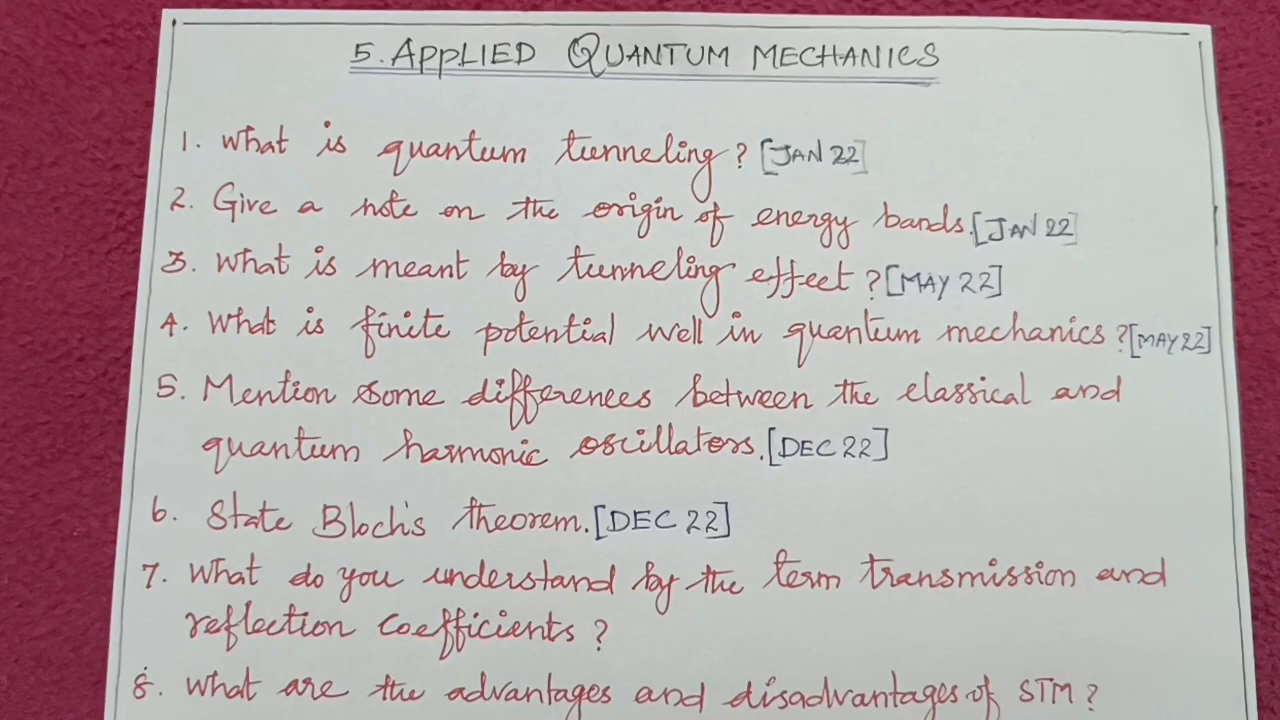 5. APPLIED QUANTUM MECHANICS
1. What is quantum tunneling? [JAN 22]
2. Give a note on the origin of energy bands. [JAN 22]
3. What is meant by tunneling effect? [MAY 22]
4. What is finite potential well in quantum mechanics? [MAY 22]
5. Mention some differences between the classical and
quantum harmonic oscillators. [DEC 22]
6. State Bloch's theorem. [DEC 22]
7. What do you understand by the term transmission and
reflection coefficients?
8. What are the advantages and disadvantages of STM?